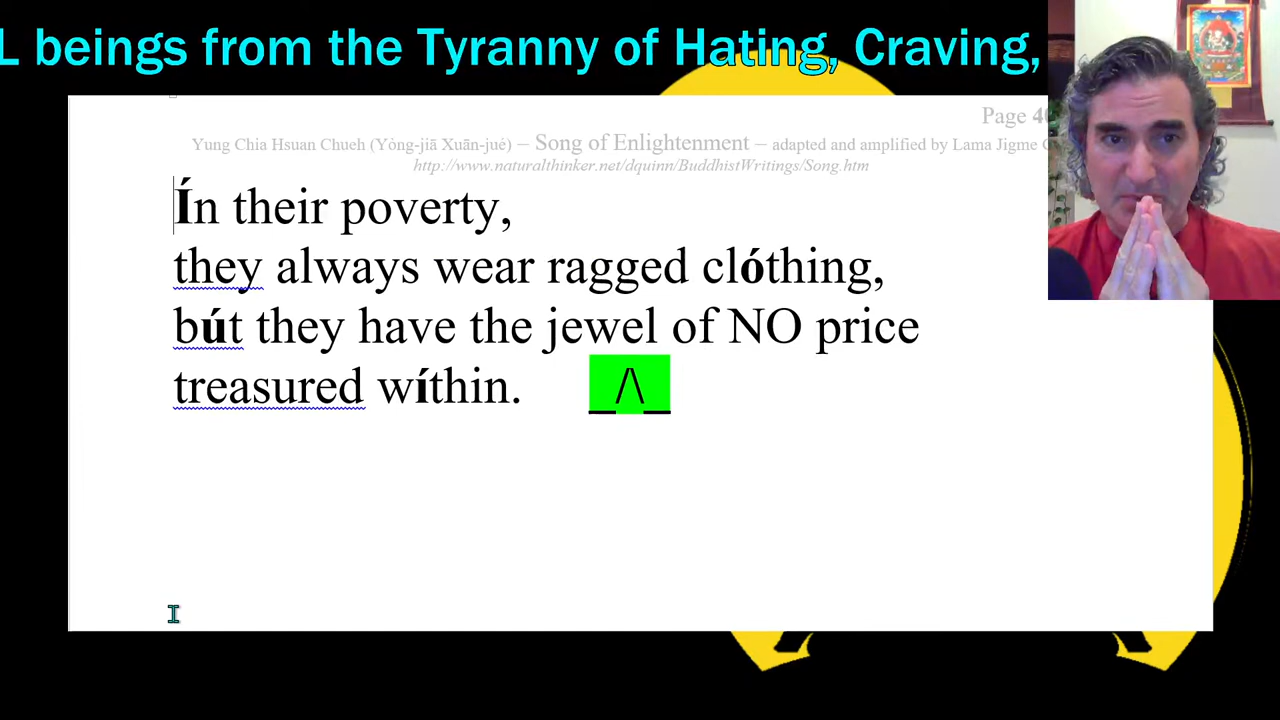 L beings from the Tyranny of Hating, Craving,
Page 40
Yung Chia Hsuan Chueh (Yòng-jiā Xuān-jué) – Song of Enlightenment – adapted and amplified by Lama Jigme
http://www.naturalthinker.net/dquinn/BuddhistWritings/Song.htm
Ín their poverty,
they always wear ragged clóthing,
bút they have the jewel of NO price
treasured wíthin. _/\_